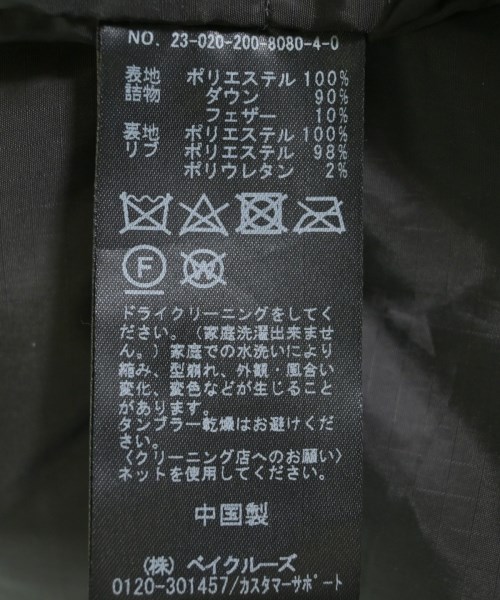 NO. 23-020-200-8080-4-0
表地 ポリエステル 100%
詰物 ダウン 90%
フェザー 10%
裏地 ポリエステル 100%
リブ ポリエステル 98%
ポリウレタン 2%
F W
ドライクリーニングをしてく
ださい。(家庭洗濯出来ませ
ん。)家庭での水洗いにより
縮み、型崩れ、外観・風合い
変化、変色などが生じること
があります。
タンブラー乾燥はお避けくだ
さい。
〈クリーニング店へのお願い〉
ネットを使用してください。
中国製
(株) ベイクルーズ
0120-301457/カスタマーサポート